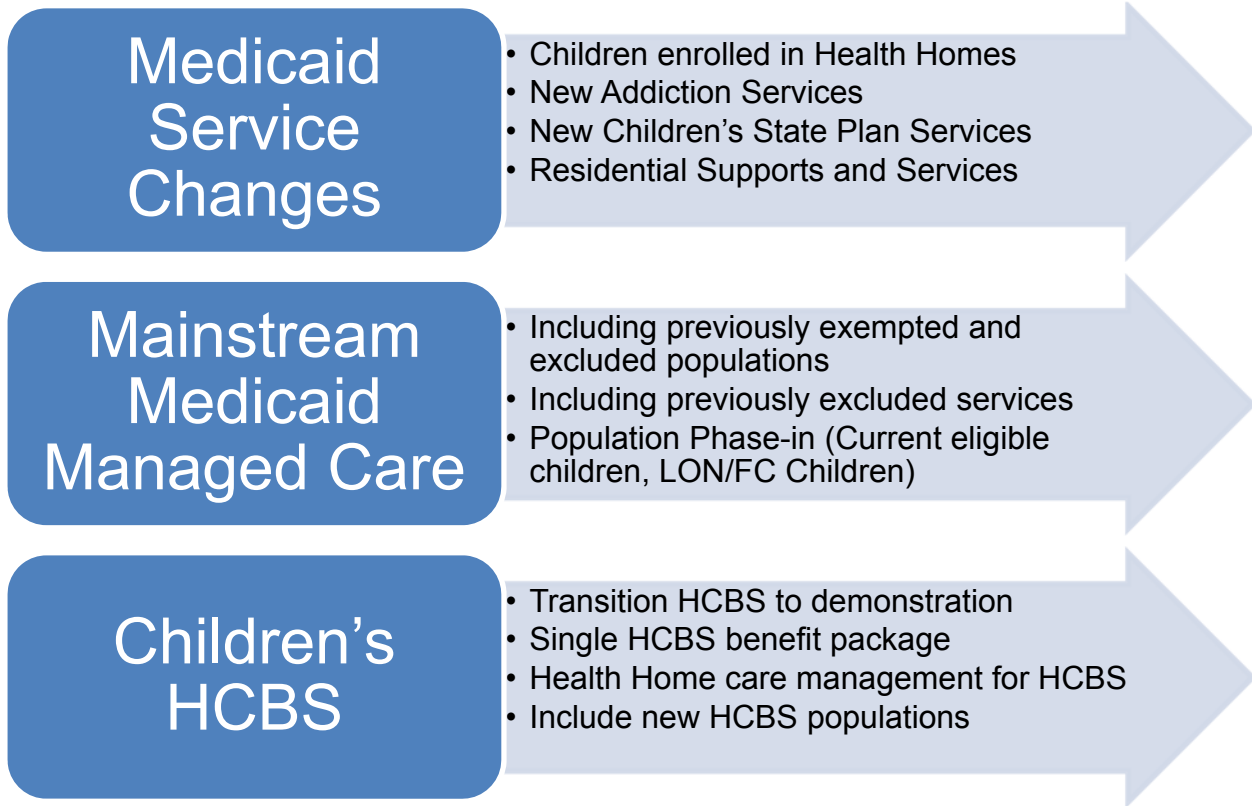 Medicaid
Service
Changes
• Children enrolled in Health Homes
• New Addiction Services
• New Children’s State Plan Services
• Residential Supports and Services
Mainstream
Medicaid
Managed Care
• Including previously exempted and
excluded populations
• Including previously excluded services
• Population Phase-in (Current eligible
children, LON/FC Children)
Children’s
HCBS
• Transition HCBS to demonstration
• Single HCBS benefit package
• Health Home care management for HCBS
• Include new HCBS populations